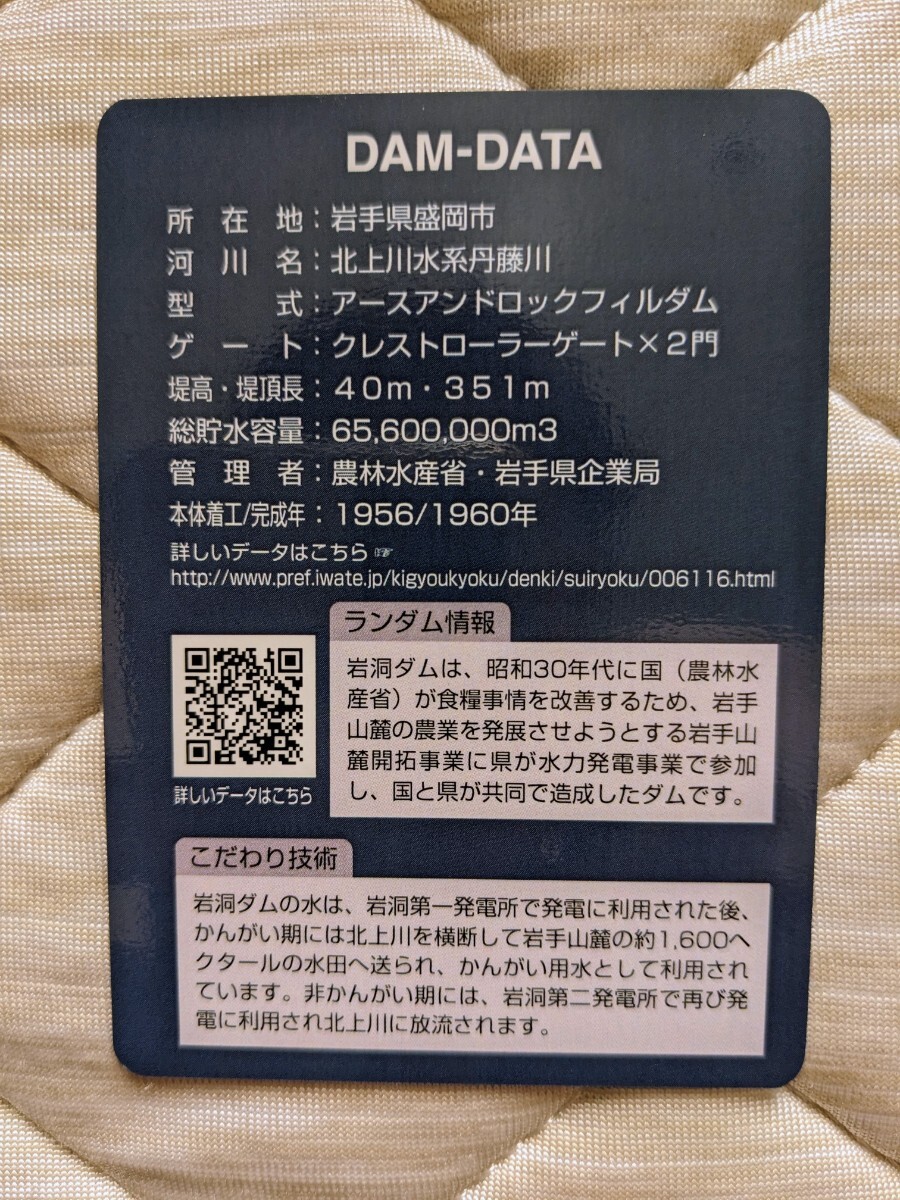 DAM-DATA
所在地：岩手県盛岡市
河川名：北上川水系丹藤川
型式：アースアンドロックフィルダム
ゲート：クレストローラーゲート×２門
堤高・堤頂長：４０ｍ・３５１ｍ
総貯水容量：65,600,000m3
管理者：農林水産省・岩手県企業局
本体着工/完成年：1956/1960年
詳しいデータはこちら☞
http://www.pref.iwate.jp/kigyoukyoku/denki/suiryoku/006116.html
詳しいデータはこちら
ランダム情報
岩洞ダムは、昭和30年代に国（農林水
産省）が食糧事情を改善するため、岩手
山麓の農業を発展させようとする岩手山
麓開拓事業に県が水力発電事業で参加
し、国と県が共同で造成したダムです。
こだわり技術
岩洞ダムの水は、岩洞第一発電所で発電に利用された後、
かんがい期には北上川を横断して岩手山麓の約1,600ヘ
クタールの水田へ送られ、かんがい用水として利用され
ています。非かんがい期には、岩洞第二発電所で再び発
電に利用され北上川に放流されます。